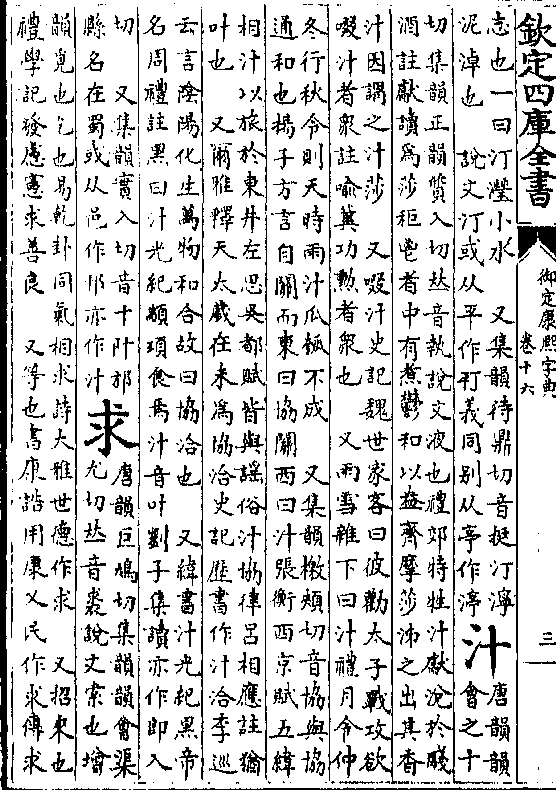 欽定四庫全書
御定康熙字典
卷十六
三
志也一曰汀瀅小水　又集韻待鼎切音挺汀濘
泥淖也　說文汀或从平作𣲆義同别从亭作渟
汁
唐韻韻會之十
切集韻正韻質入切𠀤音執說文液也禮郊特牲汁獻涚於醆
酒註獻讀爲莎秬鬯者中有煮鬱和以盎齊摩莎沛之出其香
汁因謂之汁莎　又啜汁史記魏世家客曰彼勸太子戰攻欲
啜汁者衆註喻冀功勲者衆也　又雨雪雜下曰汁禮月令仲
冬行秋令則天時雨汁瓜瓠不成　又集韻檄頰切音協與協
通和也揚子方言自關而東曰協關西曰汁張衡西京賦五緯
相汁以旅於東井左思吳都賦皆與謠俗汁協律呂相應註猶
叶也　又爾雅釋天太歲在未爲協洽史記歷書作汁洽李巡
云言陰陽化生萬物和合故曰協洽也　又緯書汁光紀黑帝
名周禮註黑曰汁光紀顓頊食焉汁音叶劉子集讀亦作即入
切　又集韻實入切音十什邡
縣名在蜀或从邑作𨙻亦作汁
求
唐韻巨鳩切集韻韻會渠
尤切𠀤音裘說文索也增
韻覓也乞也易乾卦同氣相求詩大雅世德作求　又招來也
禮學記發慮憲求善良　又等也書康誥用康乂民作求傳求